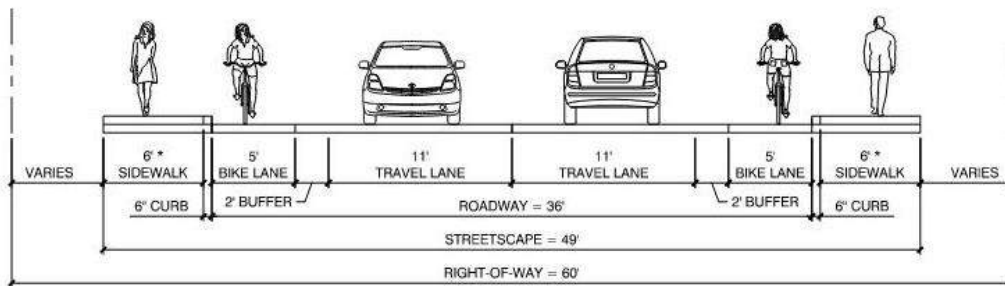 6' *
5'
11'
11'
5'
6' *
VARIES
SIDEWALK
BIKE LANE
TRAVEL LANE
TRAVEL LANE
BIKE LANE
SIDEWALK
VARIES
6" CURB
2' BUFFER
ROADWAY = 36'
2' BUFFER
6" CURB
STREETSCAPE = 49'
RIGHT-OF-WAY = 60'